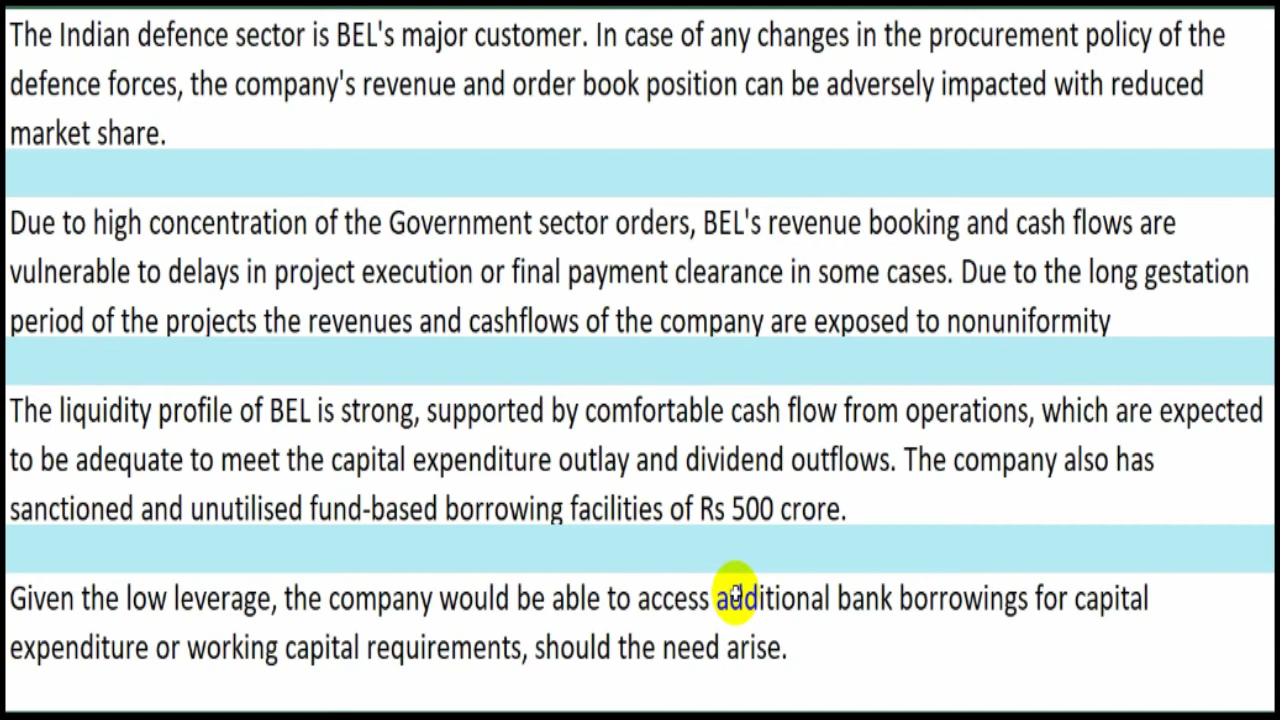 The Indian defence sector is BEL's major customer. In case of any changes in the procurement policy of the
defence forces, the company's revenue and order book position can be adversely impacted with reduced
market share.
Due to high concentration of the Government sector orders, BEL's revenue booking and cash flows are
vulnerable to delays in project execution or final payment clearance in some cases. Due to the long gestation
period of the projects the revenues and cashflows of the company are exposed to nonuniformity
The liquidity profile of BEL is strong, supported by comfortable cash flow from operations, which are expected
to be adequate to meet the capital expenditure outlay and dividend outflows. The company also has
sanctioned and unutilised fund-based borrowing facilities of Rs 500 crore.
Given the low leverage, the company would be able to access additional bank borrowings for capital
expenditure or working capital requirements, should the need arise.